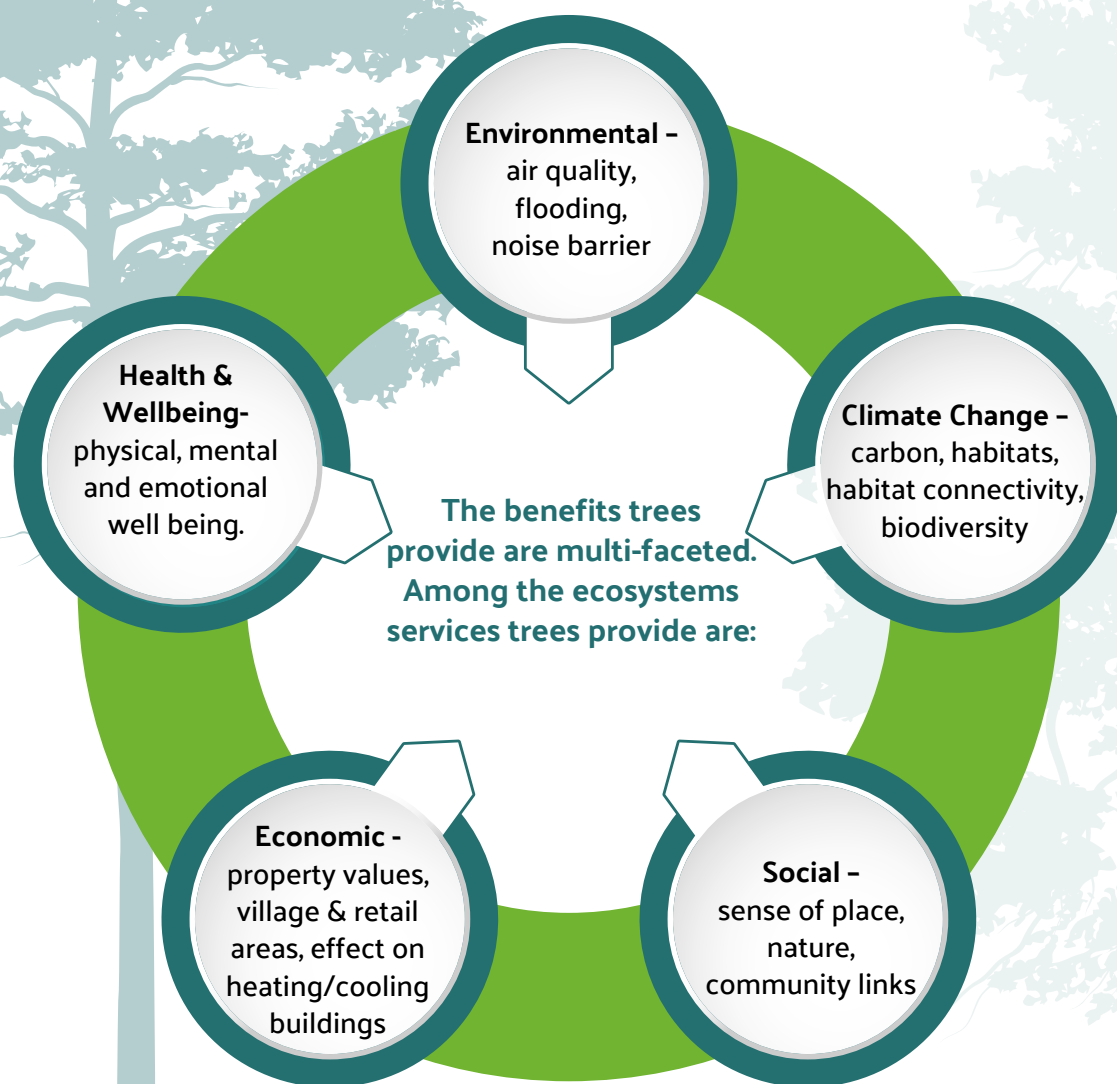 Environmental –
air quality,
flooding,
noise barrier
Health &
Wellbeing-
physical, mental
and emotional
well being.
Climate Change –
carbon, habitats,
habitat connectivity,
biodiversity
The benefits trees
provide are multi-faceted.
Among the ecosystems
services trees provide are:
Economic -
property values,
village & retail
areas, effect on
heating/cooling
buildings
Social –
sense of place,
nature,
community links